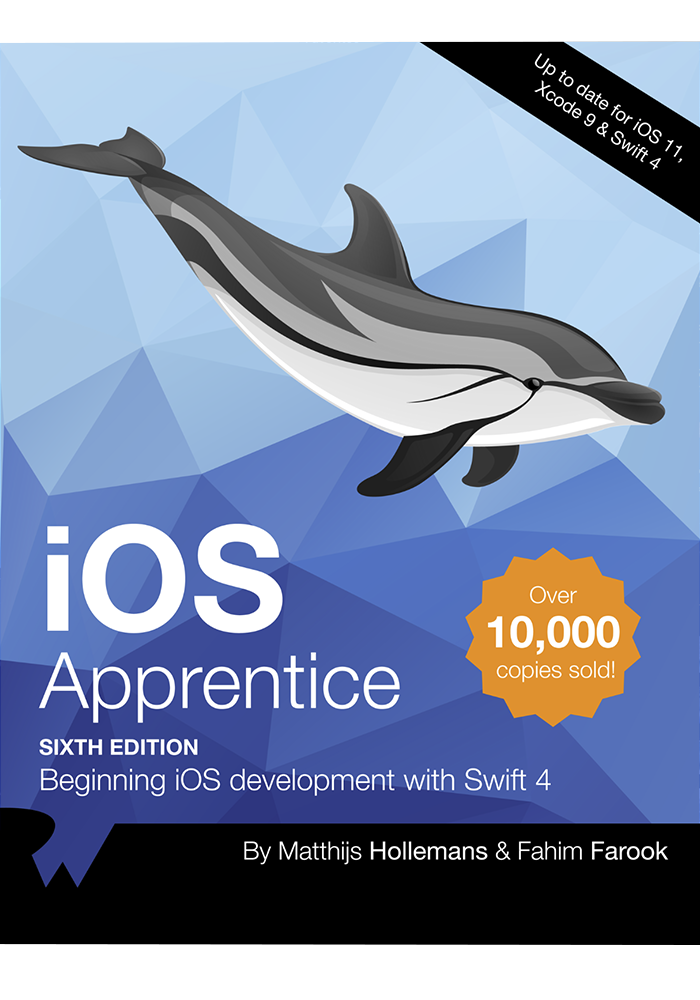 Up to date for iOS 11,
Xcode 9 & Swift 4
iOS
Apprentice
Over
10,000
copies sold!
SIXTH EDITION
Beginning iOS development with Swift 4
By Matthijs Hollemans & Fahim Farook